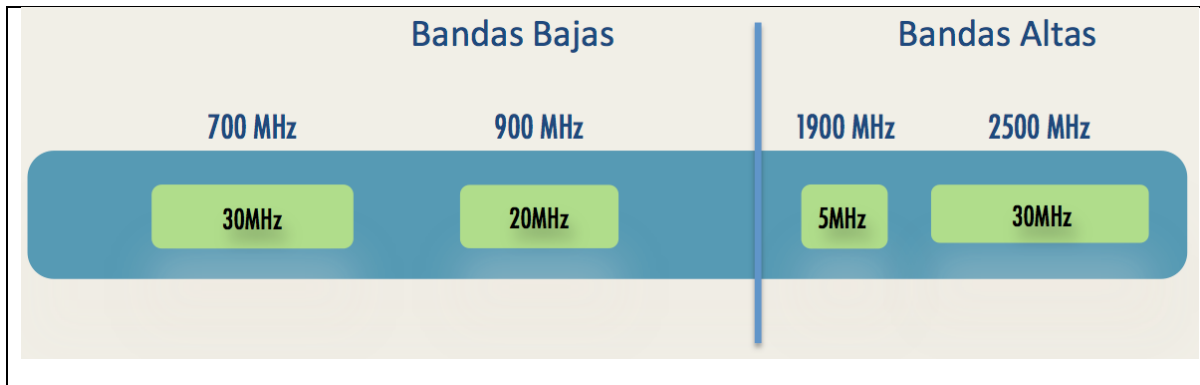 Bandas Bajas
Bandas Altas
700 MHz
900 MHz
1900 MHz
2500 MHz
30MHz
20MHz
5MHz
30MHz